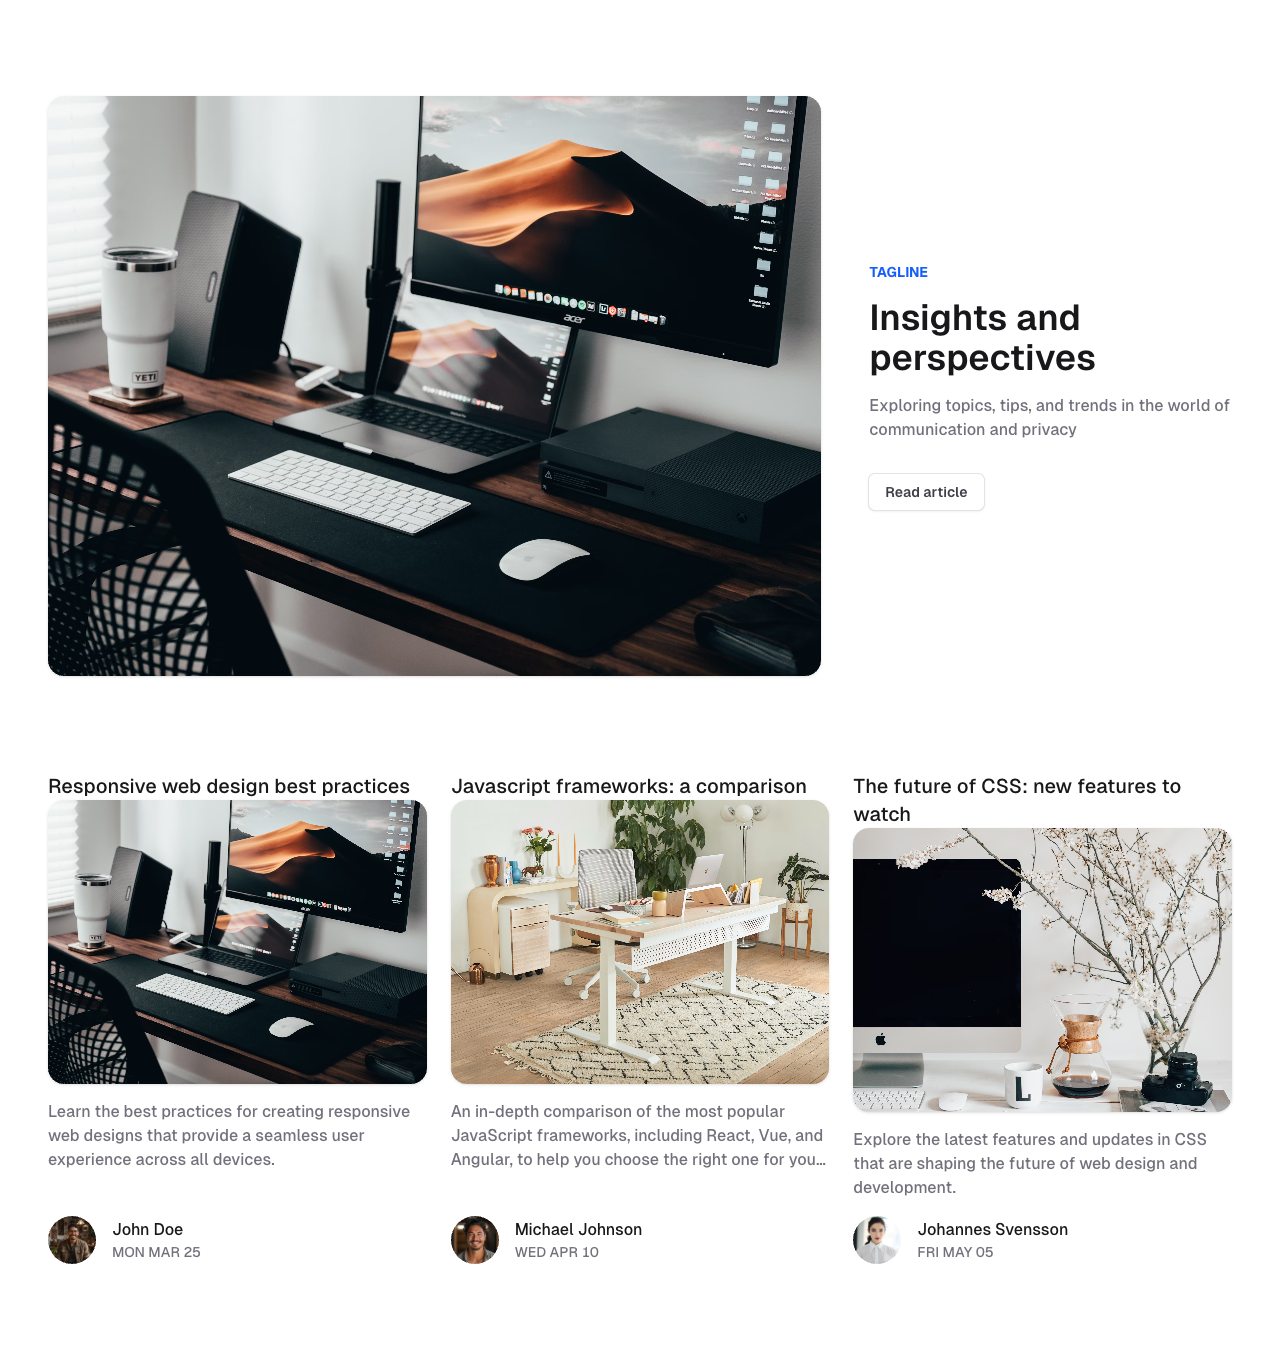 acer
YETI
TAGLINE
Insights and
perspectives
Exploring topics, tips, and trends in the world of
communication and privacy
Read article
Responsive web design best practices
Javascript frameworks: a comparison
The future of CSS: new features to
watch
YETI
L
Learn the best practices for creating responsive
web designs that provide a seamless user
experience across all devices.
An in-depth comparison of the most popular
JavaScript frameworks, including React, Vue, and
Angular, to help you choose the right one for you…
Explore the latest features and updates in CSS
that are shaping the future of web design and
development.
John Doe
MON MAR 25
Michael Johnson
WED APR 10
Johannes Svensson
FRI MAY 05